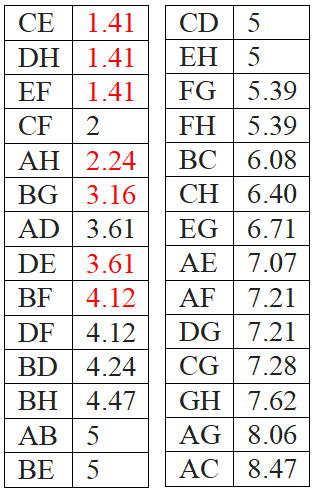 CE 1.41
DH 1.41
EF 1.41
CF 2
AH 2.24
BG 3.16
AD 3.61
DE 3.61
BF 4.12
DF 4.12
BD 4.24
BH 4.47
AB 5
BE 5
CD 5
EH 5
FG 5.39
FH 5.39
BC 6.08
CH 6.40
EG 6.71
AE 7.07
AF 7.21
DG 7.21
CG 7.28
GH 7.62
AG 8.06
AC 8.47